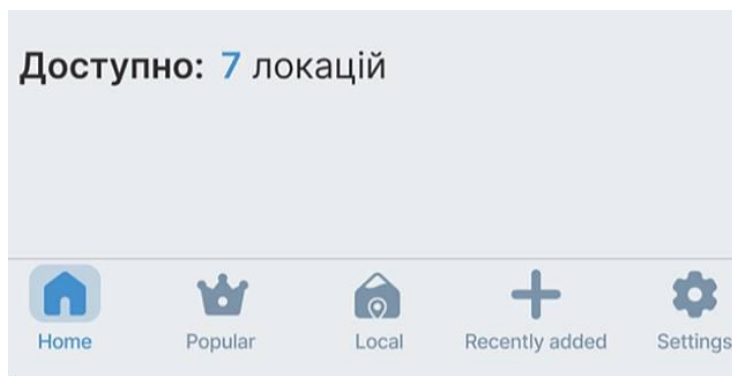 Доступно: 7 локацій
Home Popular Local Recently added Settings